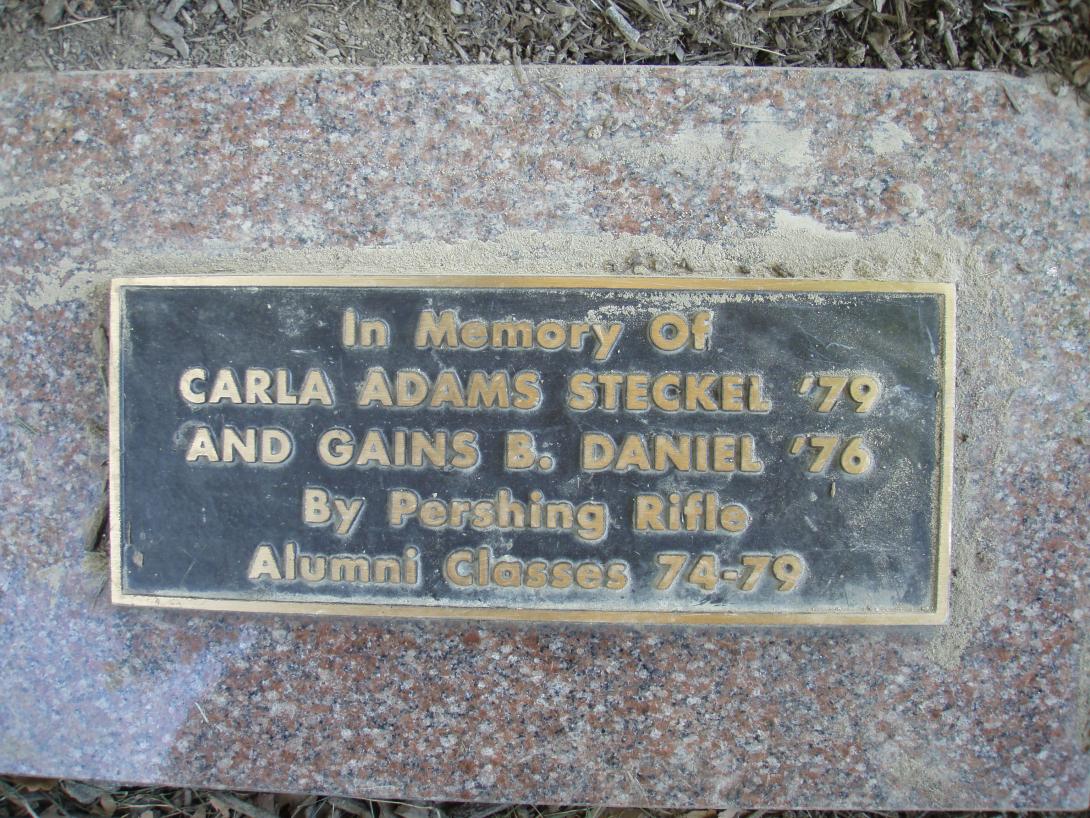 In Memory Of
CARLA ADAMS STECKEL '79
AND GAINS B. DANIEL '76
By Pershing Rifle
Alumni Classes 74-79